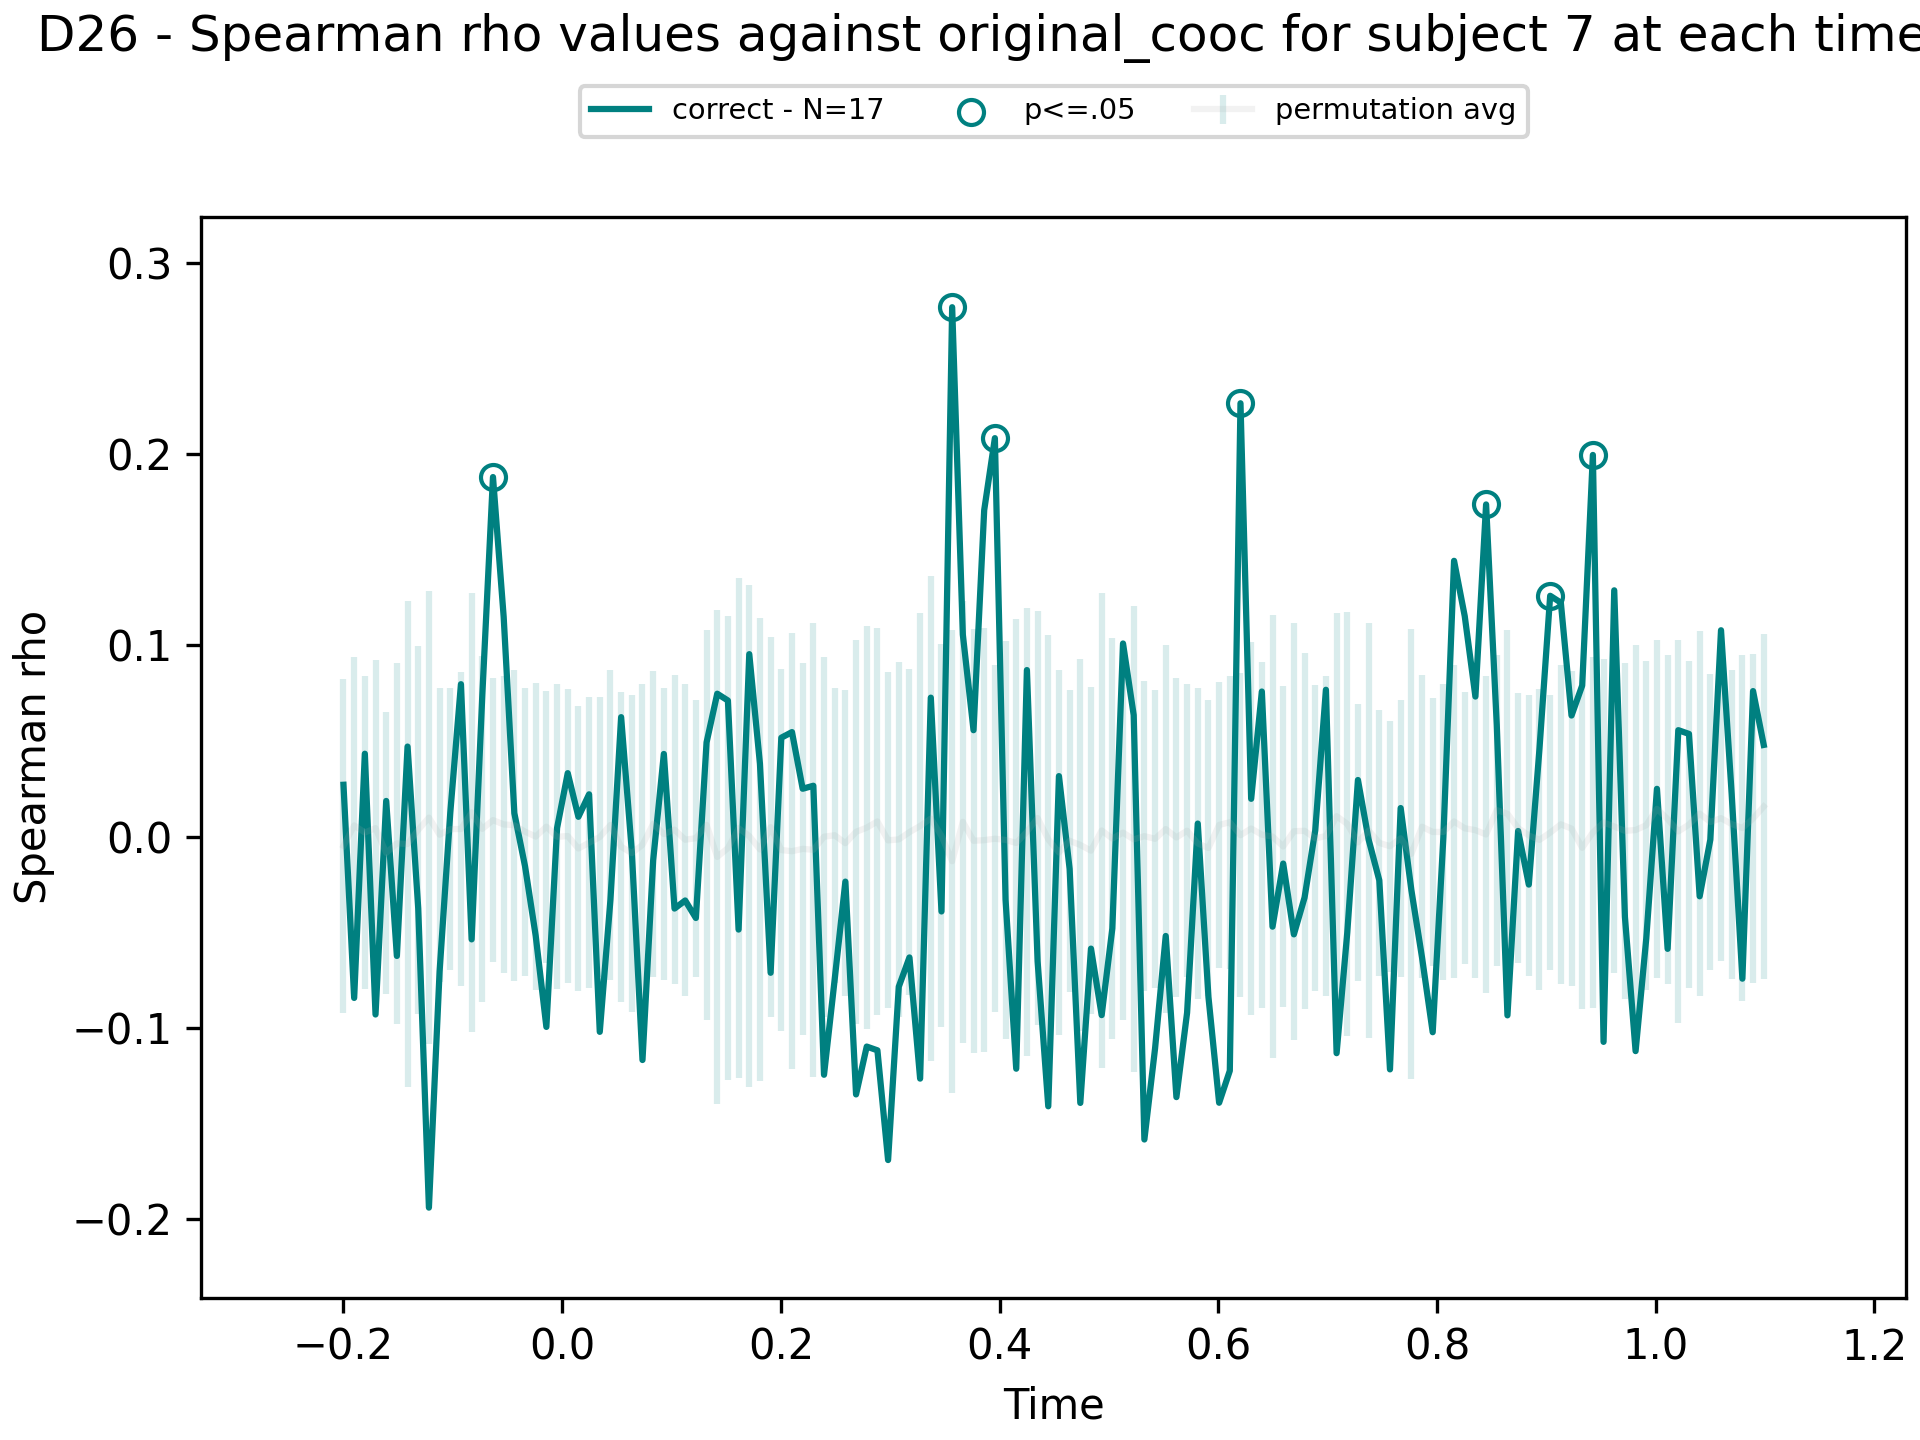 D26 - Spearman rho values against original_cooc for subject 7 at each time
correct - N=17 p<=.05 permutation avg
0.3
0.2
0.1
0.0
−0.1
−0.2
Spearman rho
−0.2 0.0 0.2 0.4 0.6 0.8 1.0 1.2
Time